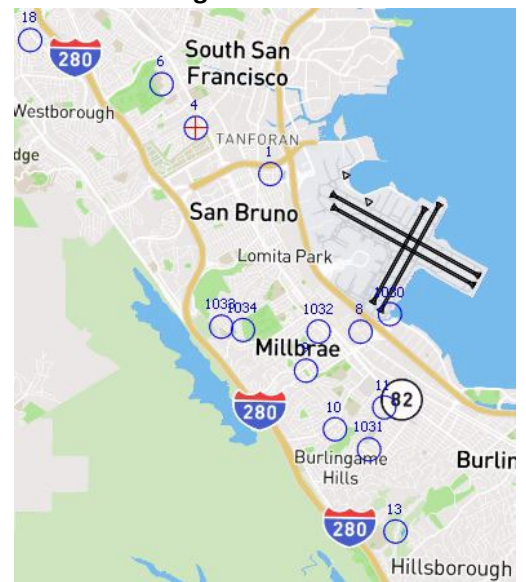 18
280
South San
Francisco
6
Westborough
4
TANFORAN
dge
1
San Bruno
Lomita Park
1030
1033
1034
1032
8
Millbrae
280
11
82
10
1031
Burlingame
Hills
Burlin
13
280
Hillsborough